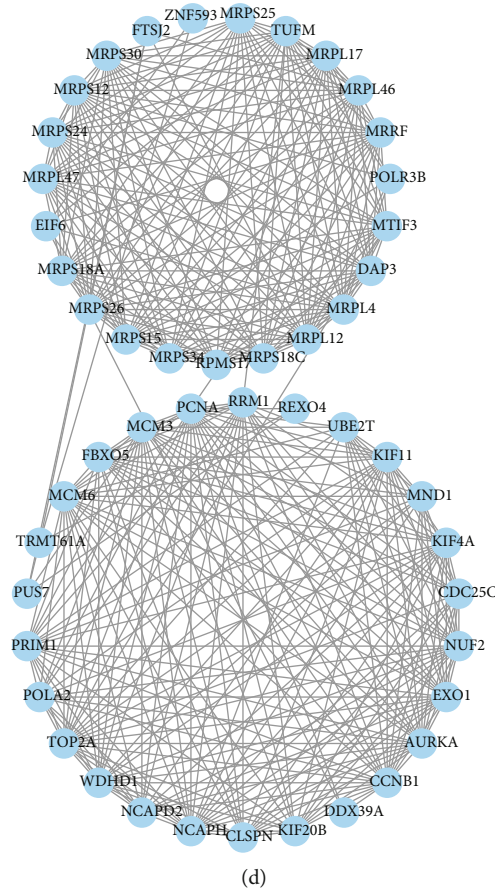 ZNF593
MRPS25
FTSJ2
TUFM
MRPS30
MRPL17
MRPS12
MRPL46
MRPS24
MRRF
MRPL47
POLR3B
EIF6
MTIF3
MRPS18A
DAP3
MRPS26
MRPL4
MRPS15
MRPL12
MRPS34
RPMS17
MRPS18C
PCNA
RRM1
REXO4
MCM3
UBE2T
FBXO5
KIF11
MCM6
MND1
TRMT61A
KIF4A
PUS7
CDC25C
PRIM1
NUF2
POLA2
EXO1
TOP2A
AURKA
WDHD1
CCNB1
NCAPD2
DDX39A
NCAPH
CLSPN
KIF20B
(d)